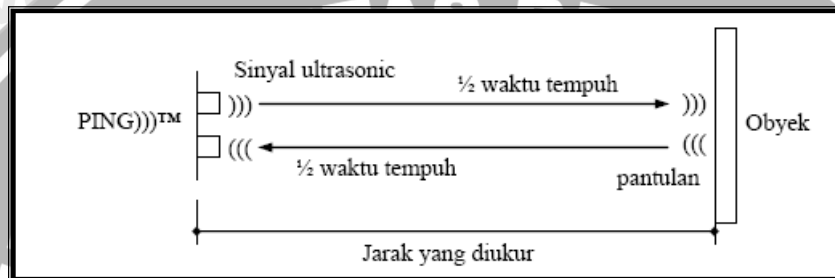 Sinyal ultrasonic
½ waktu tempuh
PING)))™ ))) )))
Obyek
((( (((
½ waktu tempuh
pantulan
Jarak yang diukur